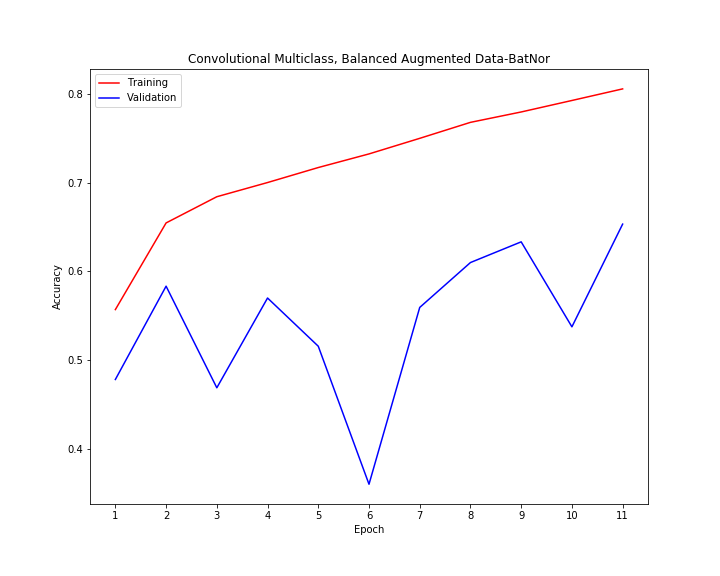 Convolutional Multiclass, Balanced Augmented Data-BatNor
Training
Validation
0.8
0.7
0.6
0.5
0.4
Accuracy
1 2 3 4 5 6 7 8 9 10 11
Epoch